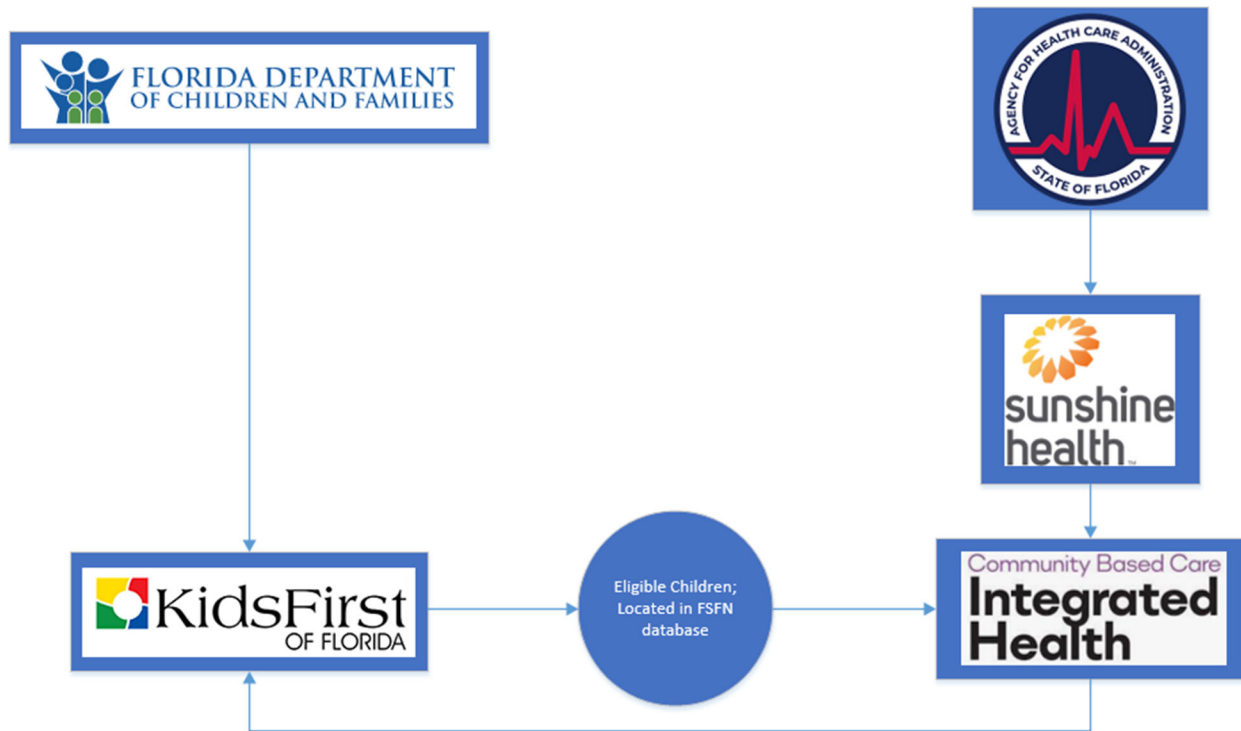 FLORIDA DEPARTMENT
OF CHILDREN AND FAMILIES
AGENCY FOR HEALTH CARE ADMINISTRATION
STATE OF FLORIDA
sunshine
health™
KidsFirst
OF FLORIDA
Eligible Children;
Located in FSFN
database
Community Based Care
Integrated
Health